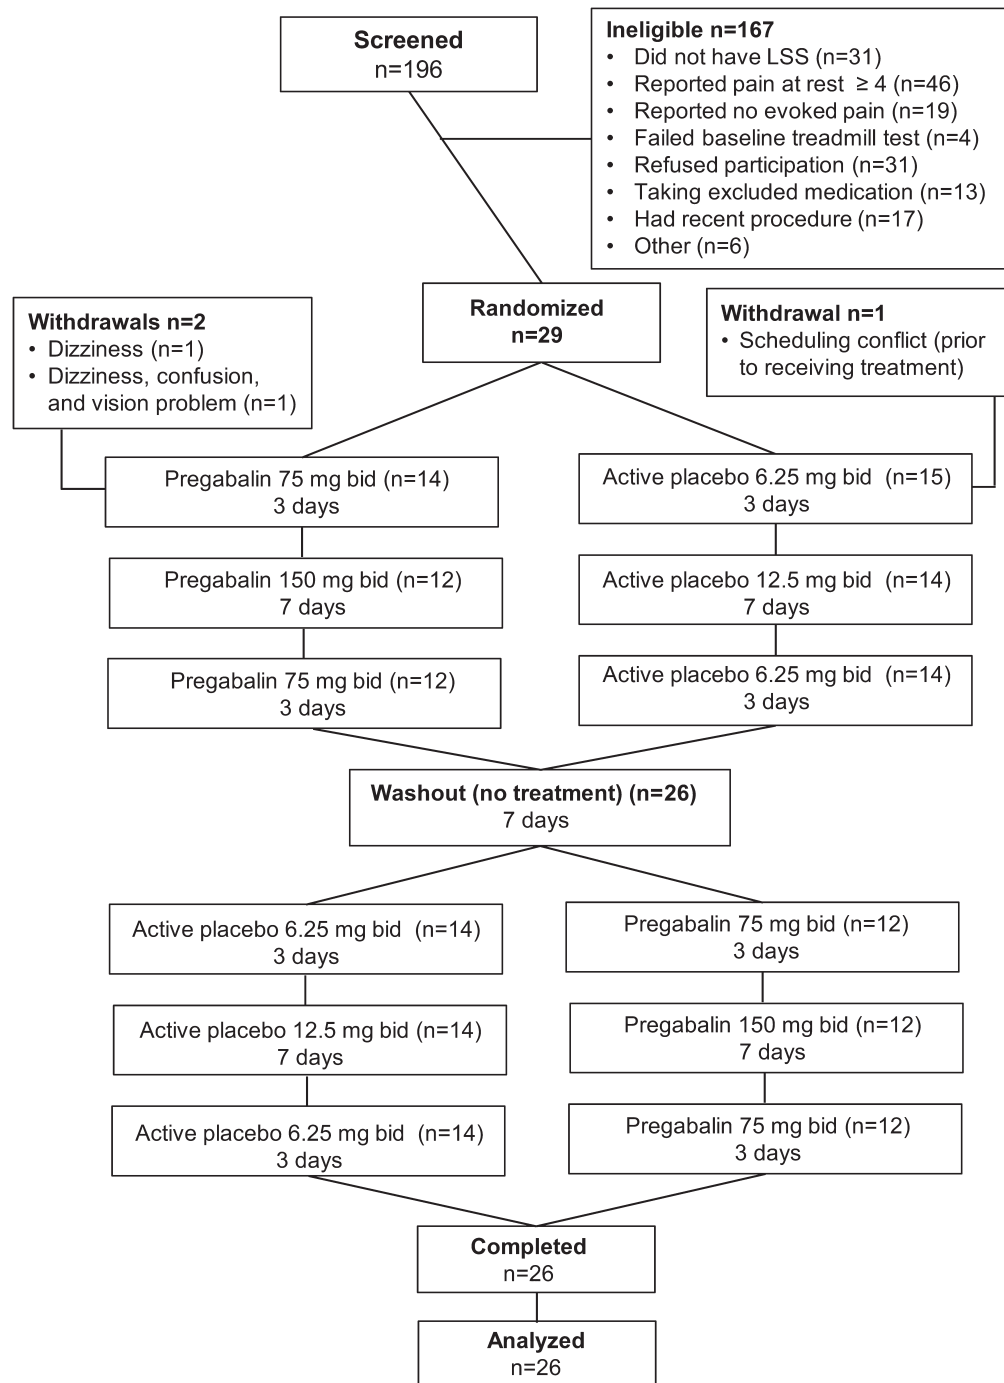 Screened
n=196
Ineligible n=167
• Did not have LSS (n=31)
• Reported pain at rest ≥ 4 (n=46)
• Reported no evoked pain (n=19)
• Failed baseline treadmill test (n=4)
• Refused participation (n=31)
• Taking excluded medication (n=13)
• Had recent procedure (n=17)
• Other (n=6)
Randomized
n=29
Withdrawals n=2
• Dizziness (n=1)
• Dizziness, confusion,
and vision problem (n=1)
Withdrawal n=1
• Scheduling conflict (prior
to receiving treatment)
Pregabalin 75 mg bid (n=14)
3 days
Active placebo 6.25 mg bid (n=15)
3 days
Pregabalin 150 mg bid (n=12)
7 days
Active placebo 12.5 mg bid (n=14)
7 days
Pregabalin 75 mg bid (n=12)
3 days
Active placebo 6.25 mg bid (n=14)
3 days
Washout (no treatment) (n=26)
7 days
Active placebo 6.25 mg bid (n=14)
3 days
Pregabalin 75 mg bid (n=12)
3 days
Active placebo 12.5 mg bid (n=14)
7 days
Pregabalin 150 mg bid (n=12)
7 days
Active placebo 6.25 mg bid (n=14)
3 days
Pregabalin 75 mg bid (n=12)
3 days
Completed
n=26
Analyzed
n=26